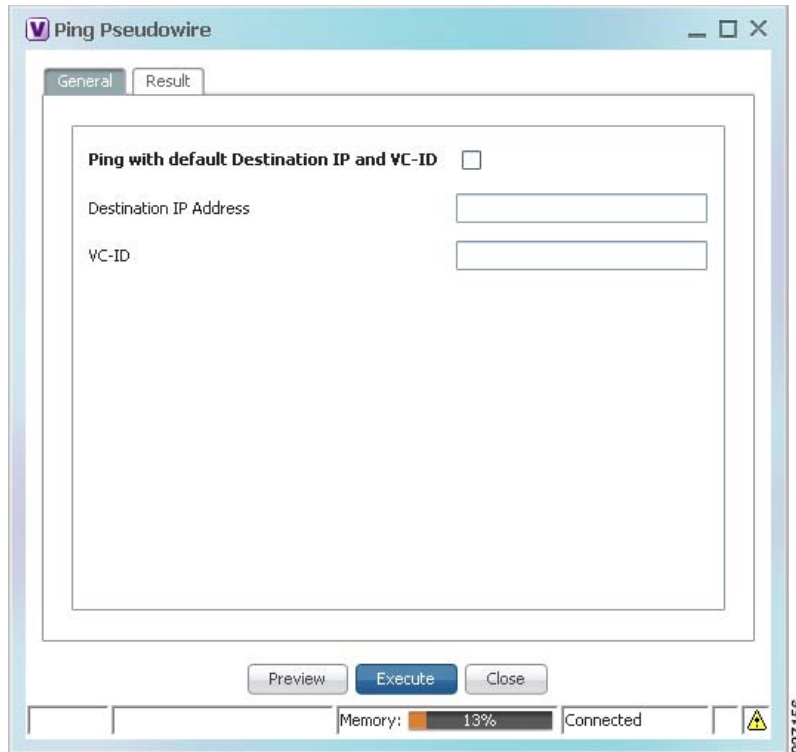 V Ping Pseudowire
General Result
Ping with default Destination IP and VC-ID
Destination IP Address
VC-ID
Preview Execute Close
Memory: 13% Connected